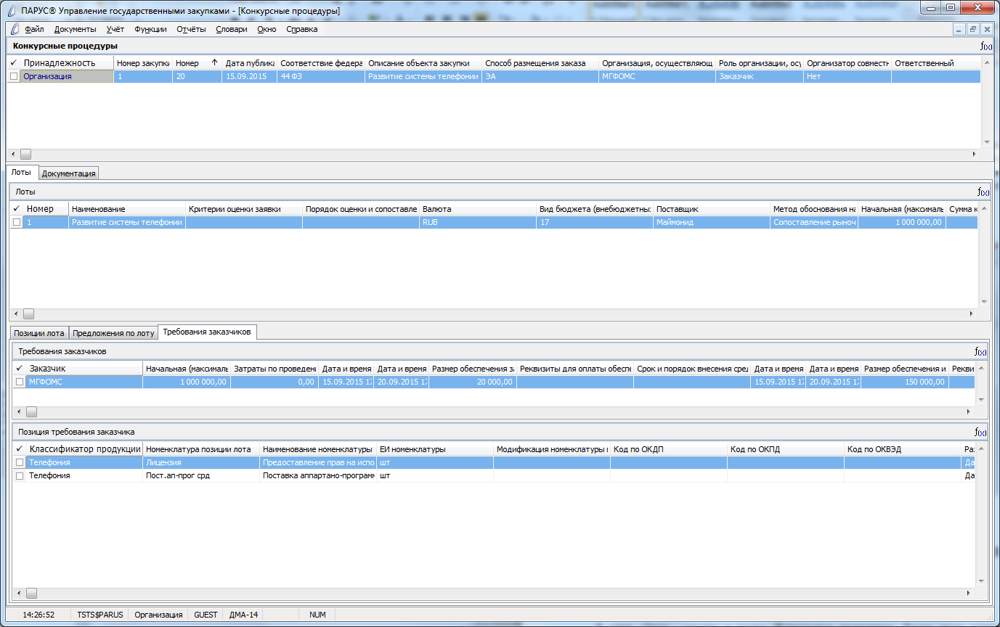 ПАРУС® Управление государственными закупками - [Конкурсные процедуры]
Файл Документы Учёт Функции Отчёты Словари Окно Справка
Конкурсные процедуры
f(x)
✓ Принадлежность Номер закупки Номер ↑ Дата публика Соответствие федера Описание объекта закупки Способ размещения заказа Организация, осуществляющ Роль организации, осу Организатор совместн Ответственный
Организация 1 20 15.09.2015 44 ФЗ Развитие системы телефонии ЭА МГФОМС Заказчик Нет
Лоты Документация
Лоты
f(x)
✓ Номер Наименование Критерии оценки заявки Порядок оценки и сопоставле Валюта Вид бюджета (внебюджетных Поставщик Метод обоснования на Начальная (максималь Сумма к
1 Развитие системы телефонии RUB 17 Маймонид Сопоставление рыноч 1 000 000,00
Позиции лота Предложения по лоту Требования заказчиков
Требования заказчиков
f(x)
✓ Заказчик Начальная (максималь Затраты по проведен Дата и время Дата и время Размер обеспечения за Реквизиты для оплаты обеспе Срок и порядок внесения сред Дата и время Дата и время Размер обеспечения и Рекви
МГФОМС 1 000 000,00 0,00 15.09.2015 17 20.09.2015 17 20 000,00 15.09.2015 17 20.09.2015 17 150 000,00
Позиция требования заказчика
f(x)
✓ Классификатор продукции Номенклатура позиции лота Наименование номенклатуры ЕИ номенклатуры Модификация номенклатуры Код по ОКДП Код по ОКПД Код по ОКВЭД Ра
Телефония Лицензия Предоставление прав на испо шт Да
Телефония Пост.ап-прог срд Поставка аппартано-программ шт Да
14:26:52 TSTS$PARUS Организация GUEST ДМА-14 NUM